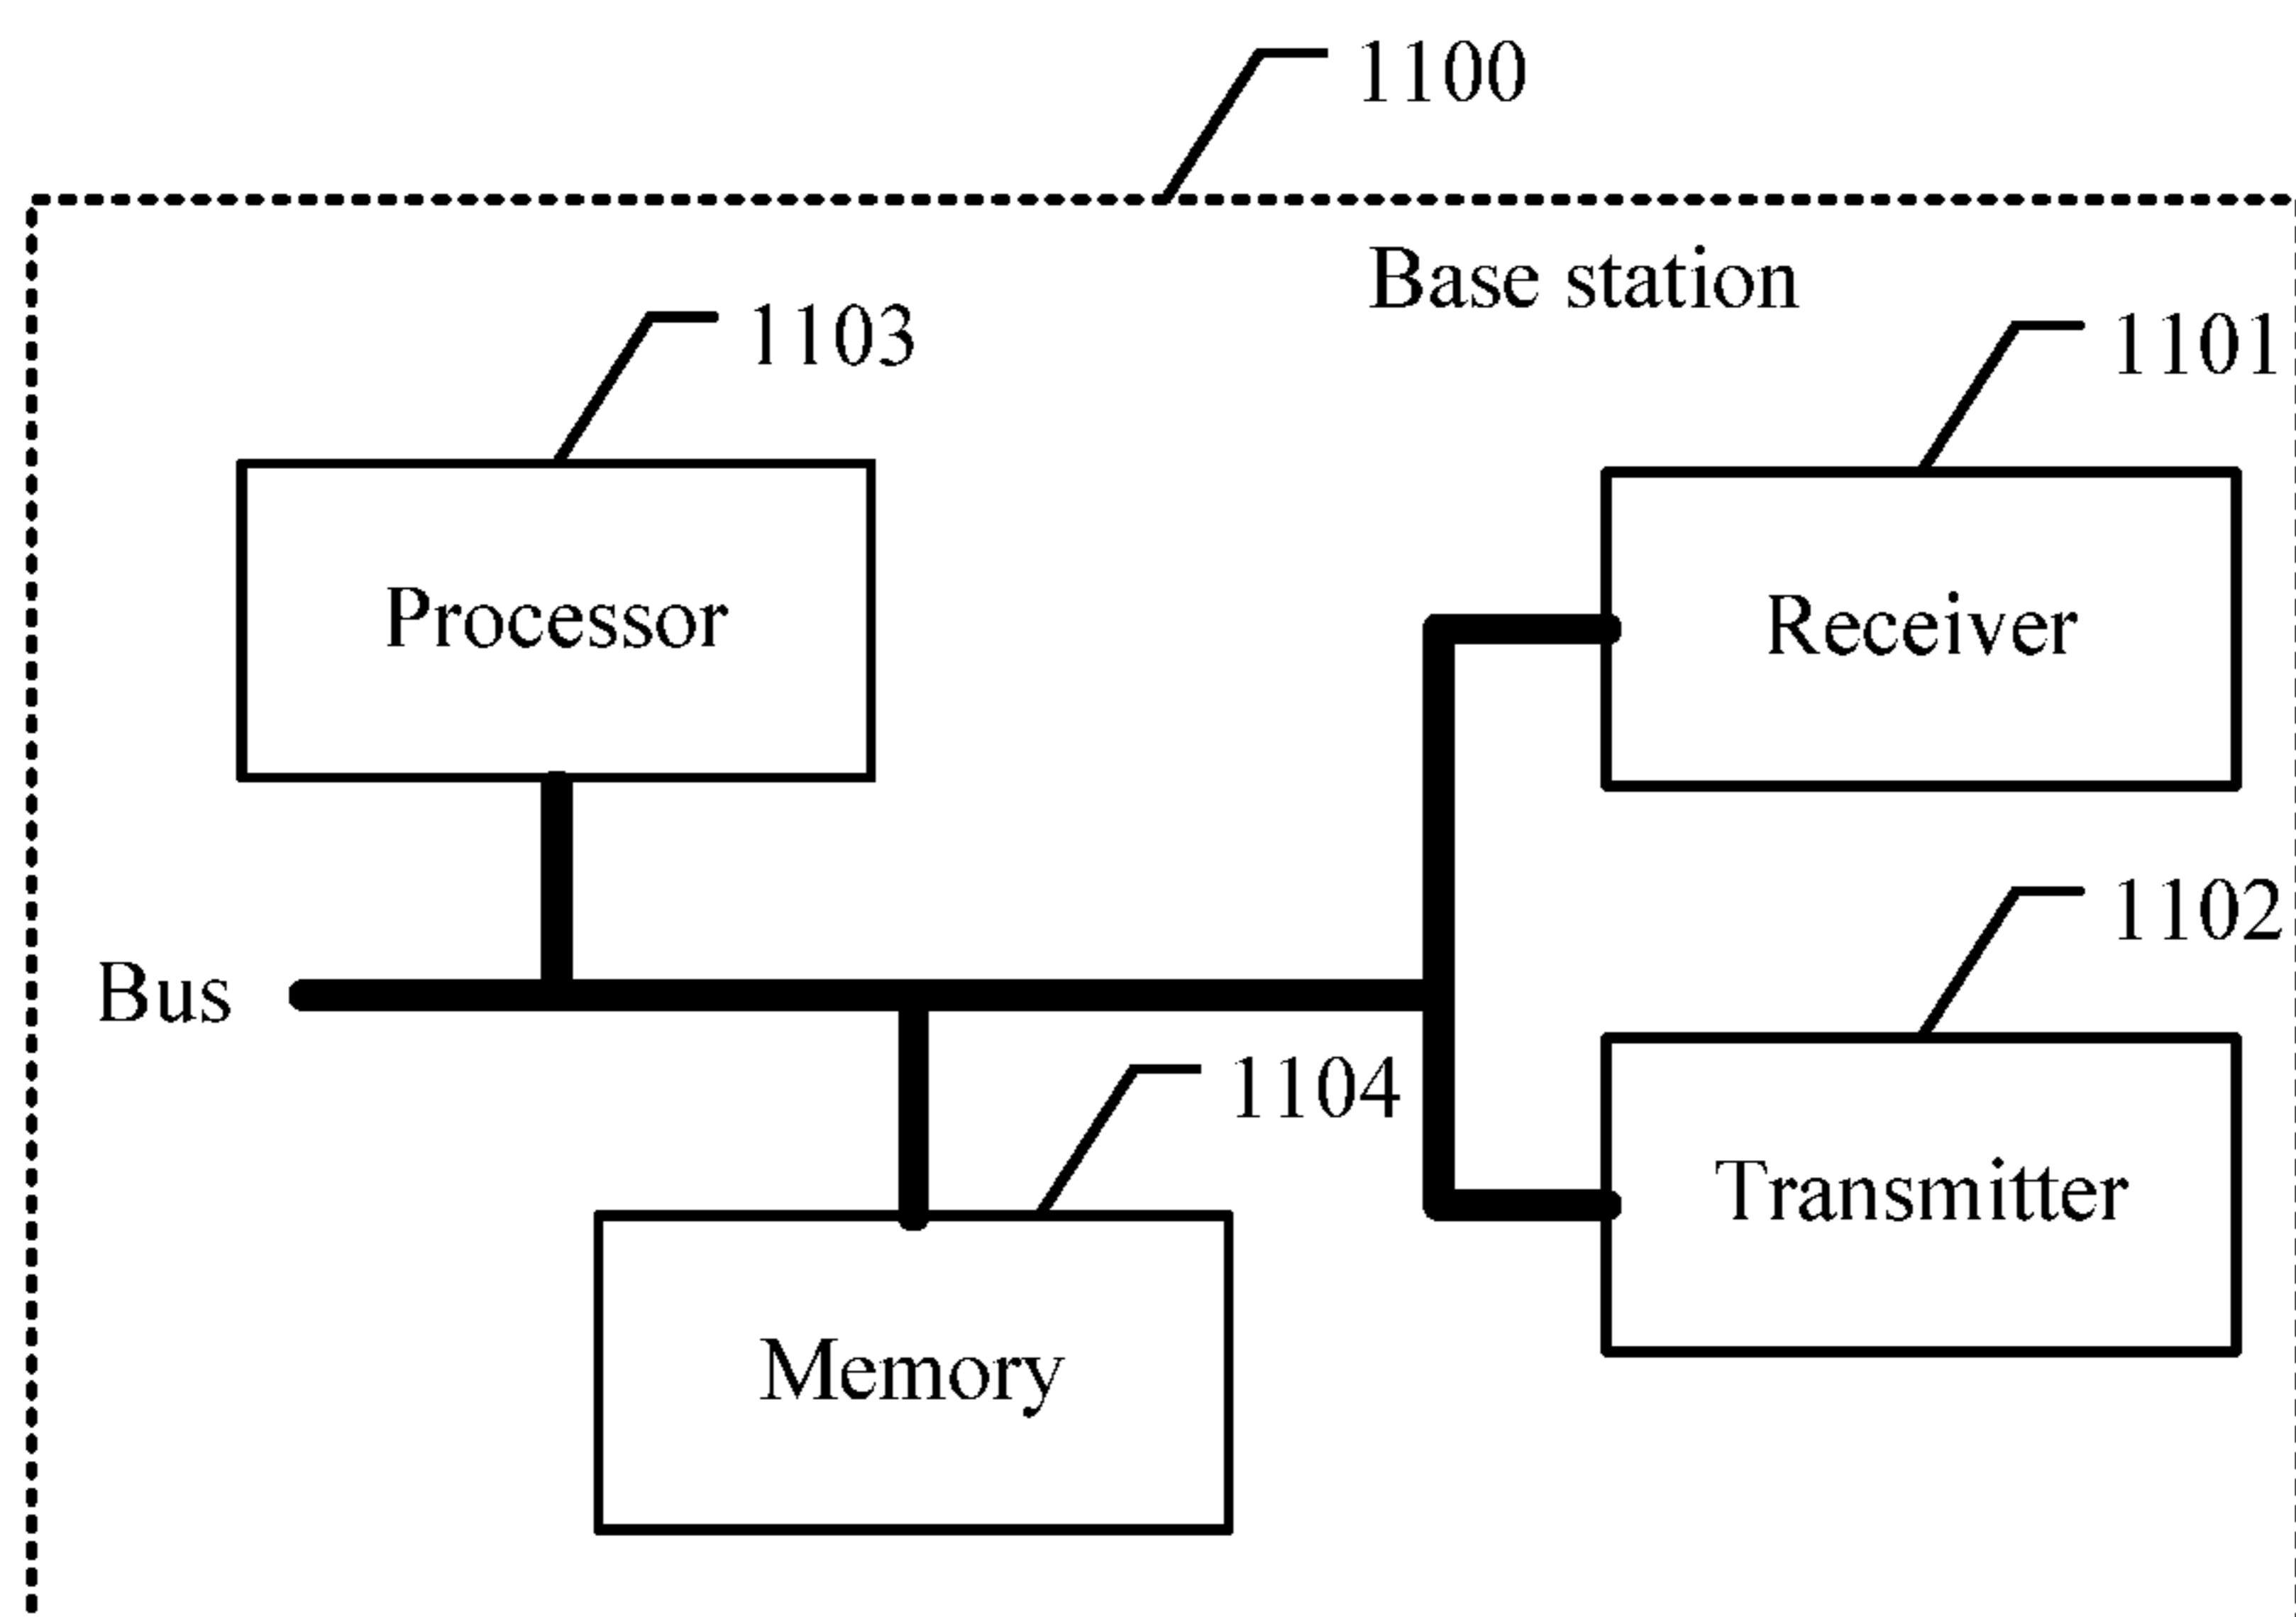 1100
Base station
1103
1101
Processor
Receiver
1102
Bus
1104
Transmitter
Memory